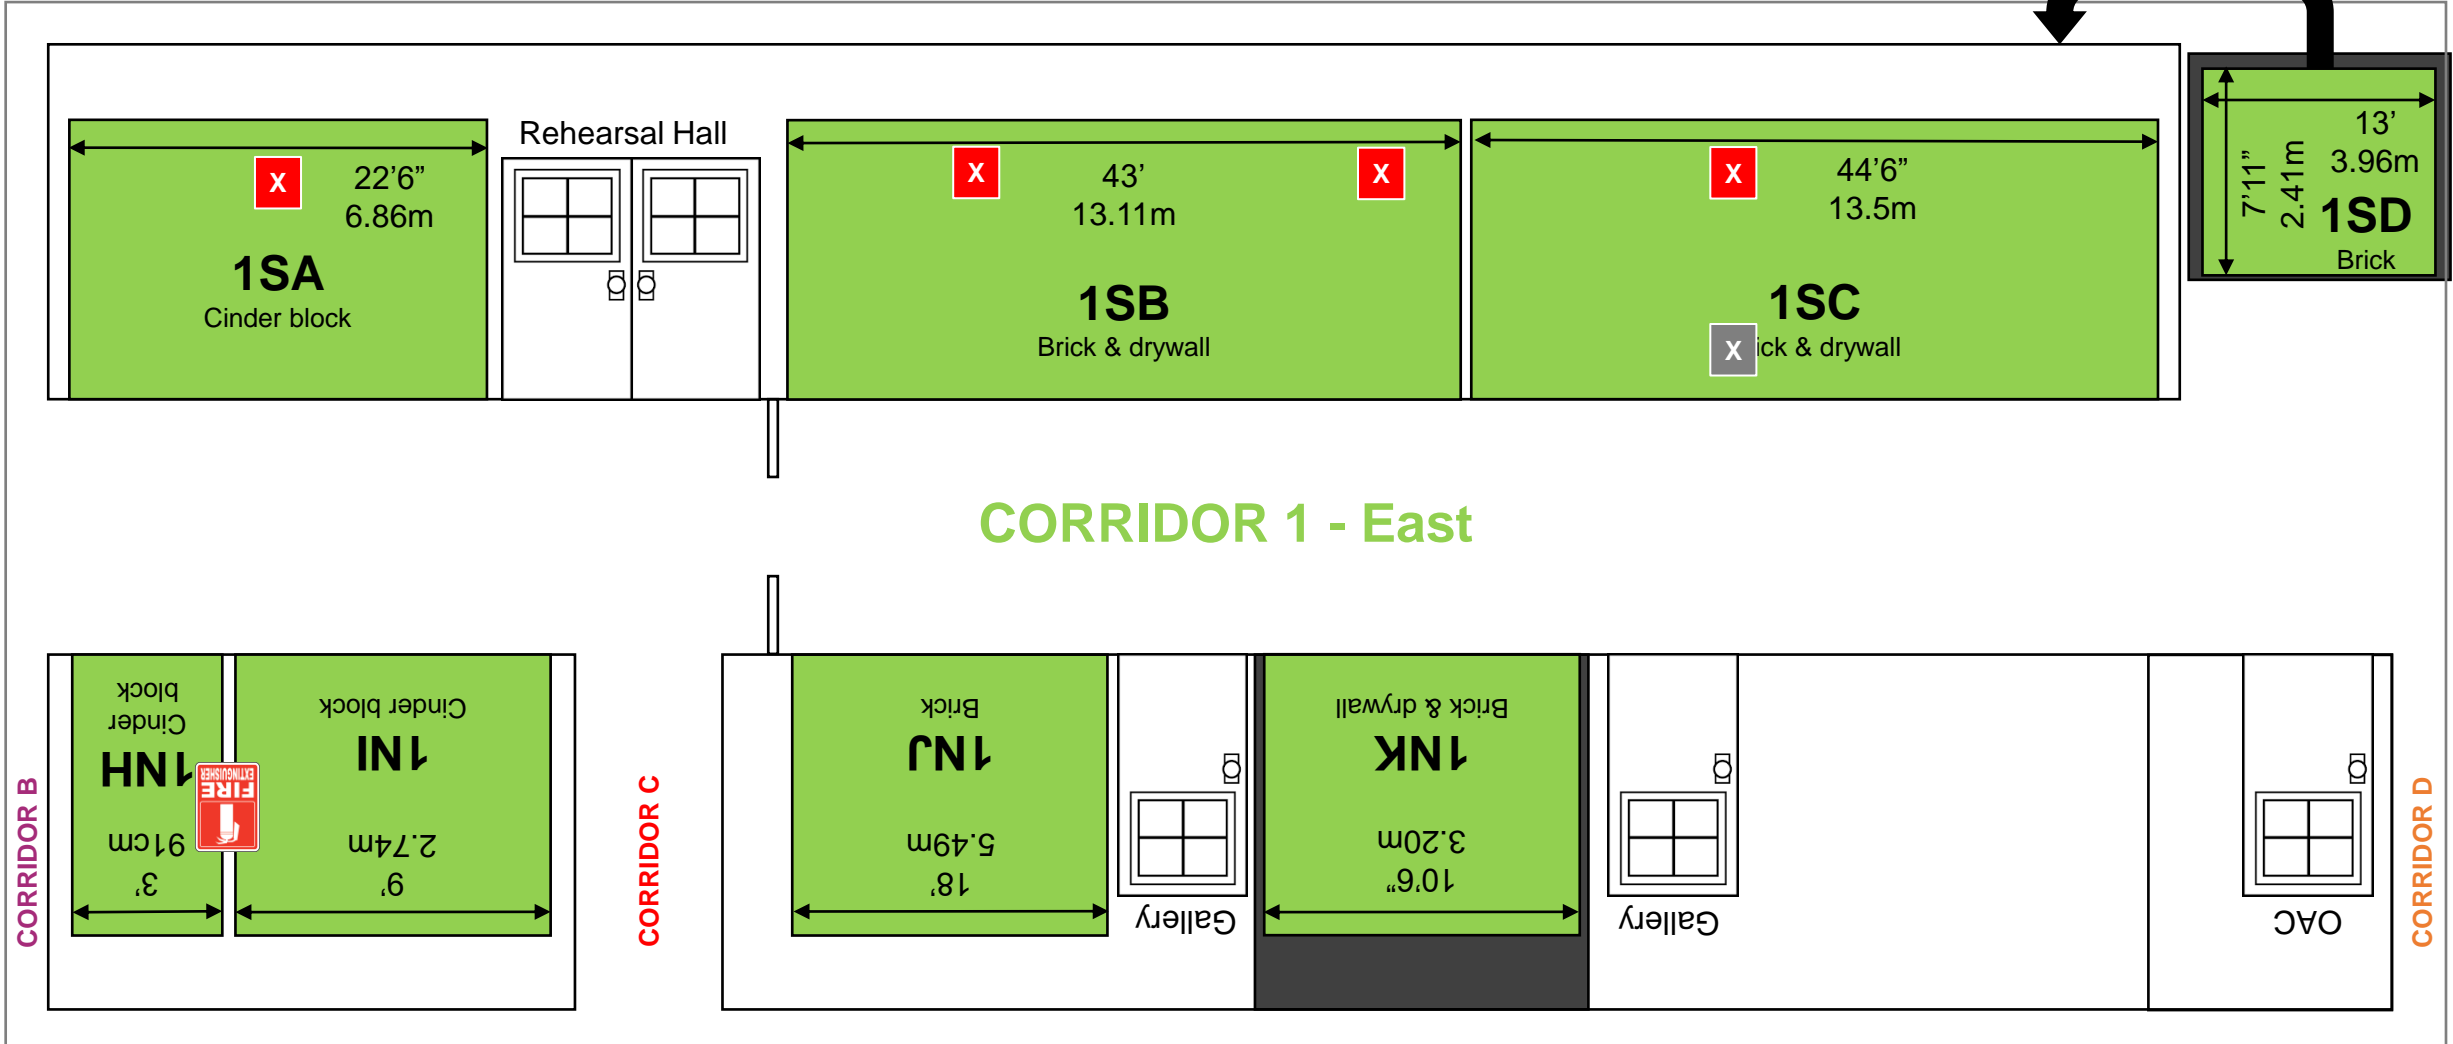 Rehearsal Hall
X
22’6”
6.86m
1SA
Cinder block
X
X
43’
13.11m
1SB
Brick & drywall
X
44’6”
13.5m
1SC
X
ick & drywall
13’
3.96m
7’11”
2.41m
1SD
Brick
CORRIDOR 1 - East
CORRIDOR B
3’
91cm
1NH
Cinder
block
FIRE
EXTINGUISHER
9’
2.74m
1NI
Cinder block
CORRIDOR C
18’
5.49m
1NJ
Brick
Gallery
10’6”
3.20m
1NK
Brick & drywall
Gallery
OAC
CORRIDOR D